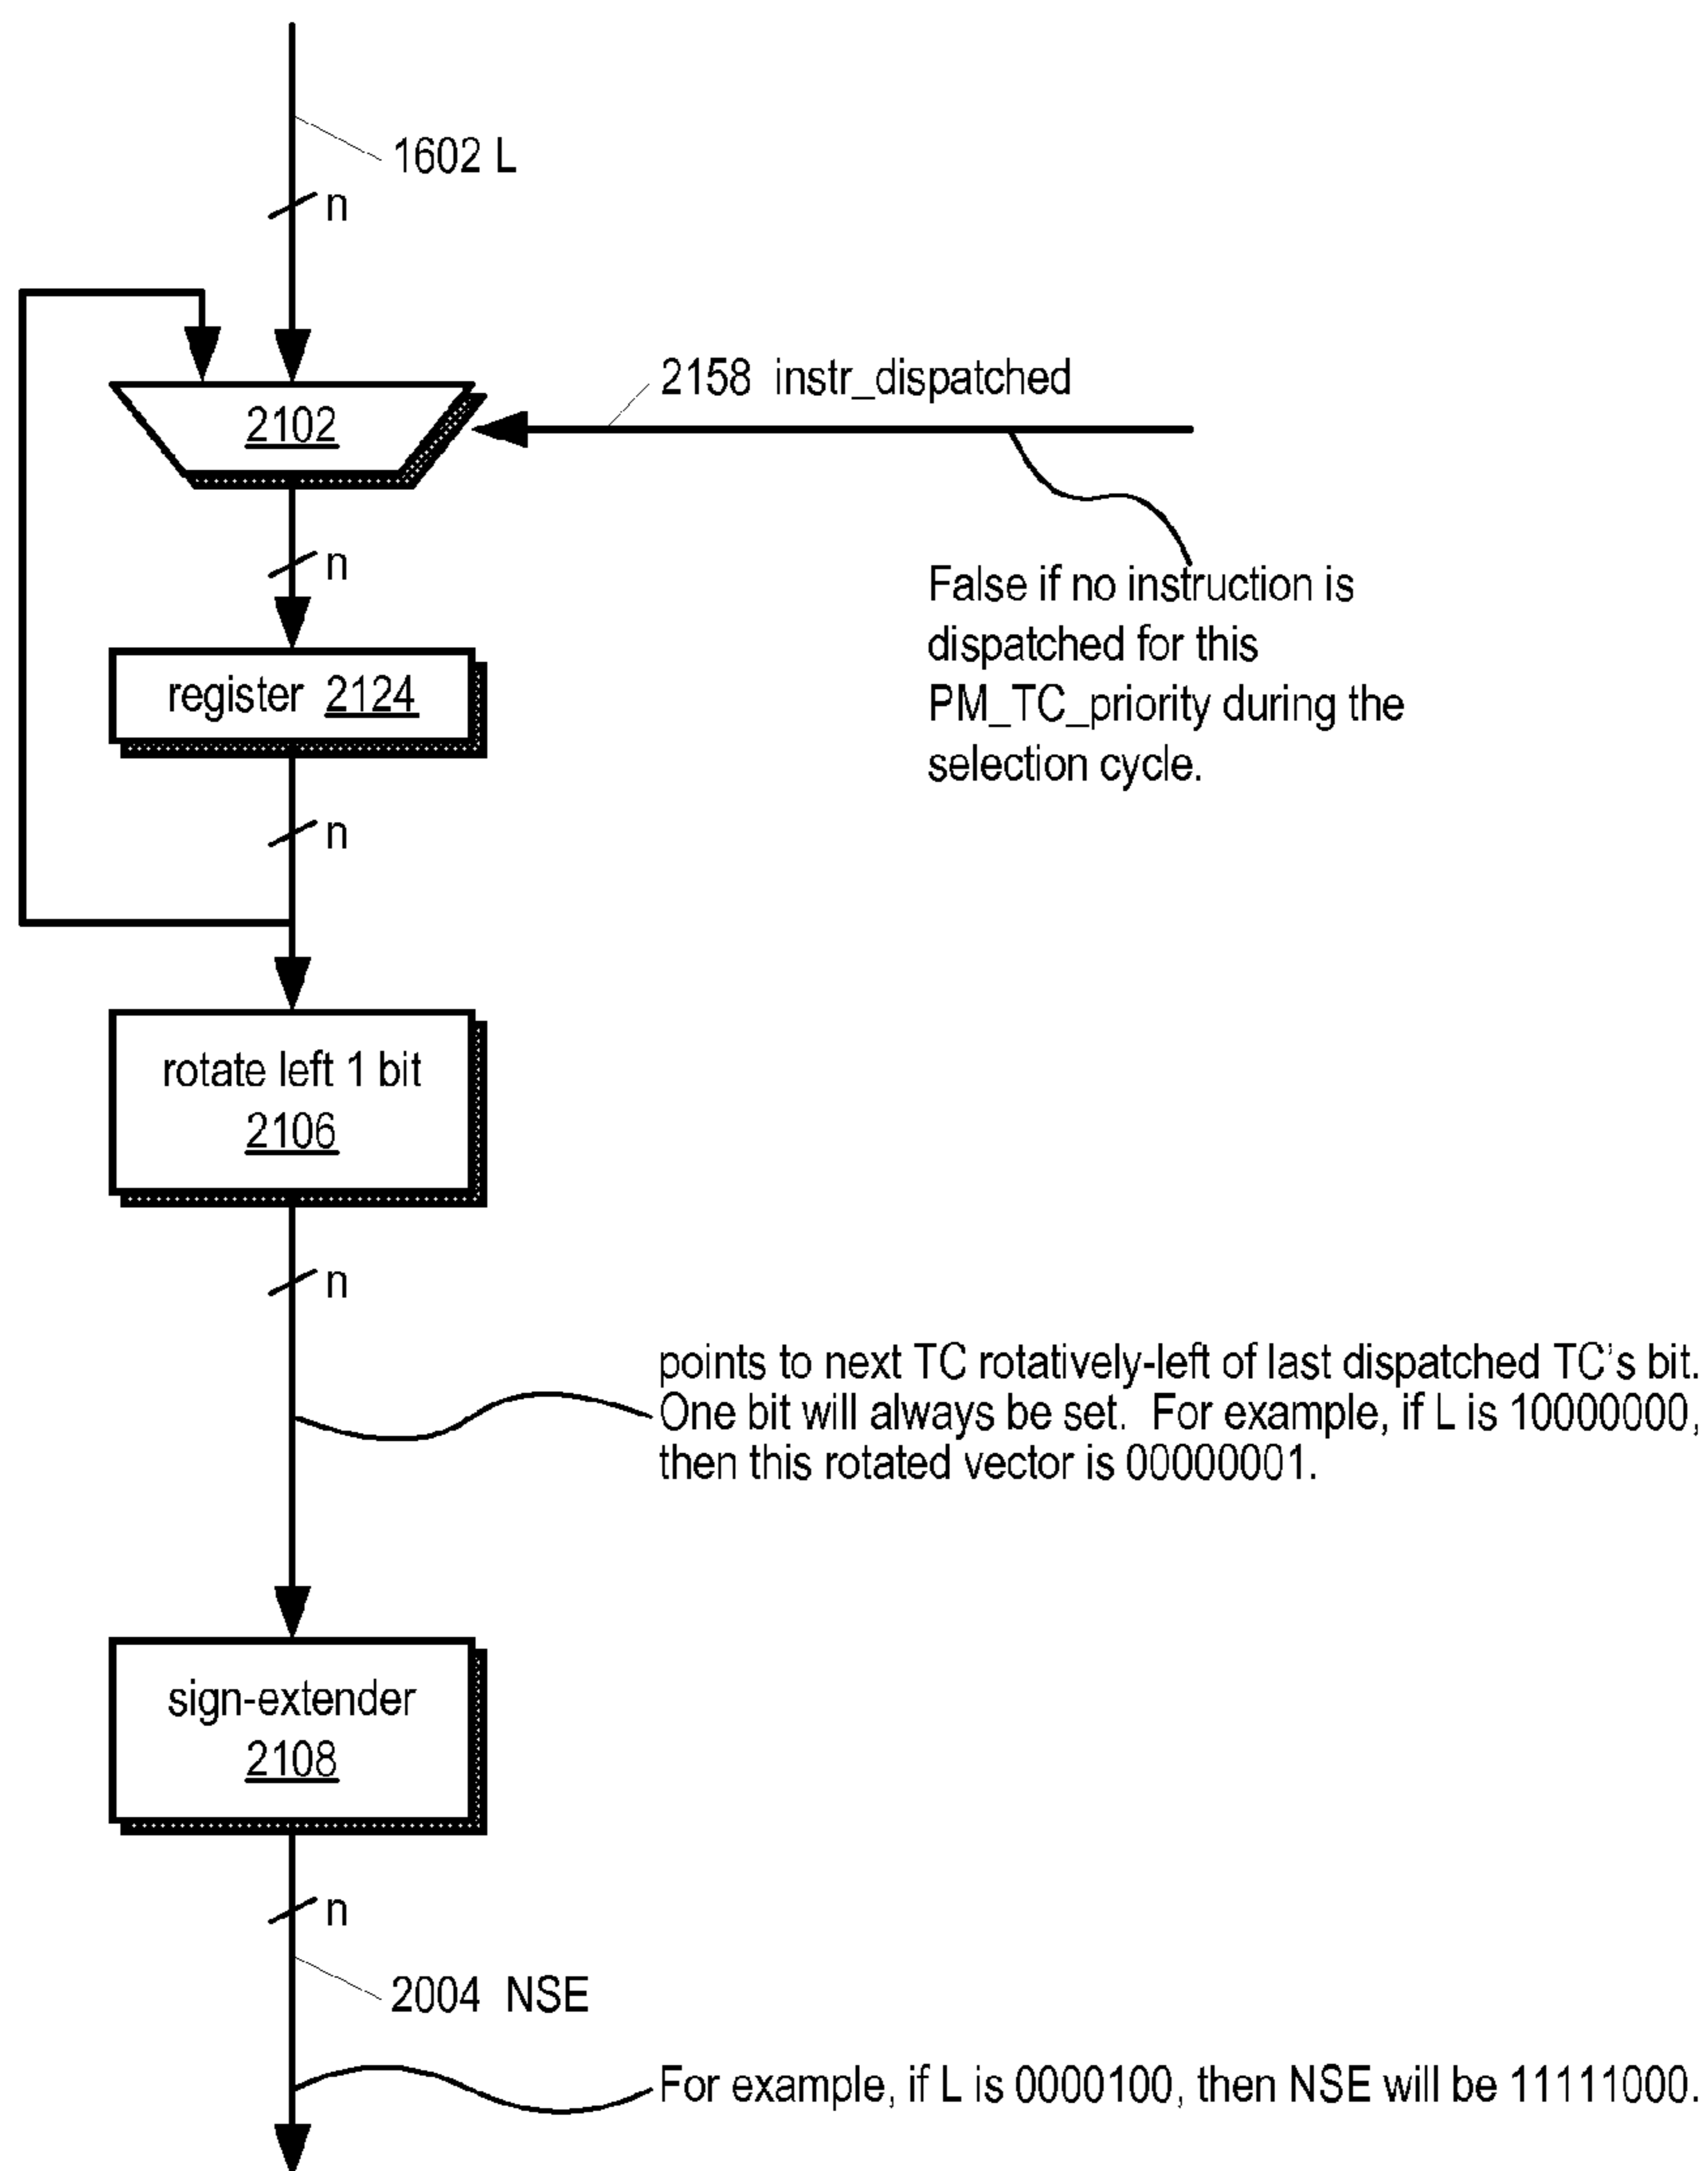 1602 L
n
2158 instr_dispatched
2102
False if no instruction is
dispatched for this
PM_TC_priority during the
selection cycle.
n
register 2124
n
rotate left 1 bit
2106
n
points to next TC rotatively-left of last dispatched TC's bit.
One bit will always be set. For example, if L is 10000000,
then this rotated vector is 00000001.
sign-extender
2108
n
2004 NSE
For example, if L is 0000100, then NSE will be 11111000.